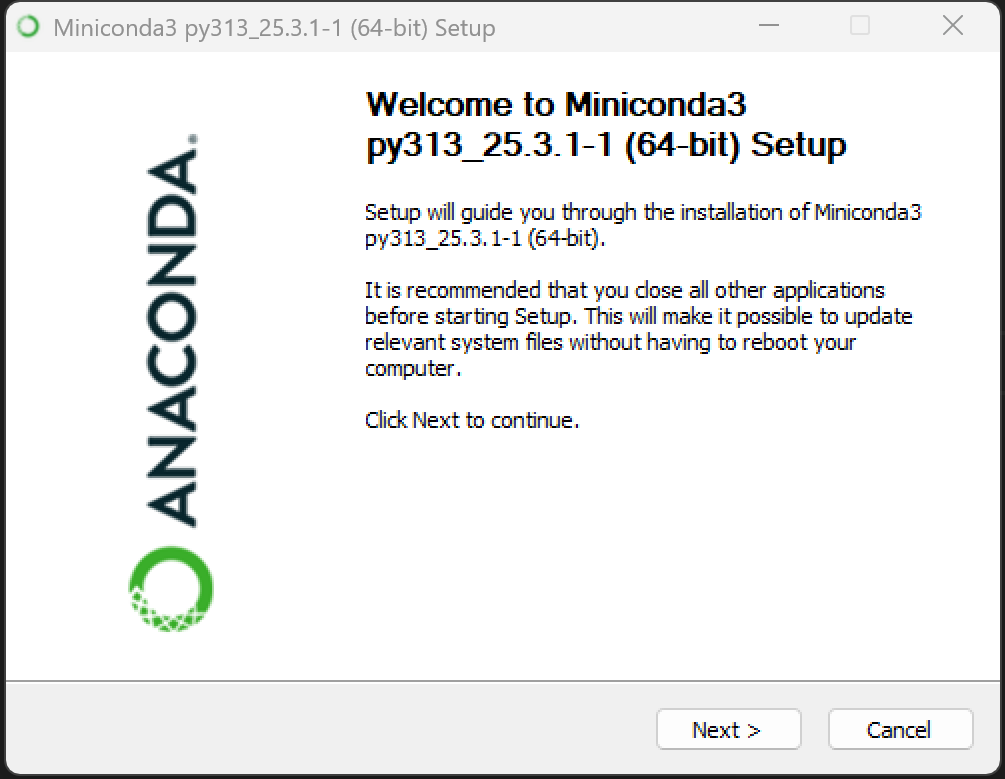 Miniconda3 py313_25.3.1-1 (64-bit) Setup
Welcome to Miniconda3
py313_25.3.1-1 (64-bit) Setup
Setup will guide you through the installation of Miniconda3
py313_25.3.1-1 (64-bit).
It is recommended that you close all other applications
before starting Setup. This will make it possible to update
relevant system files without having to reboot your
computer.
Click Next to continue.
ANACONDA.
Next >
Cancel